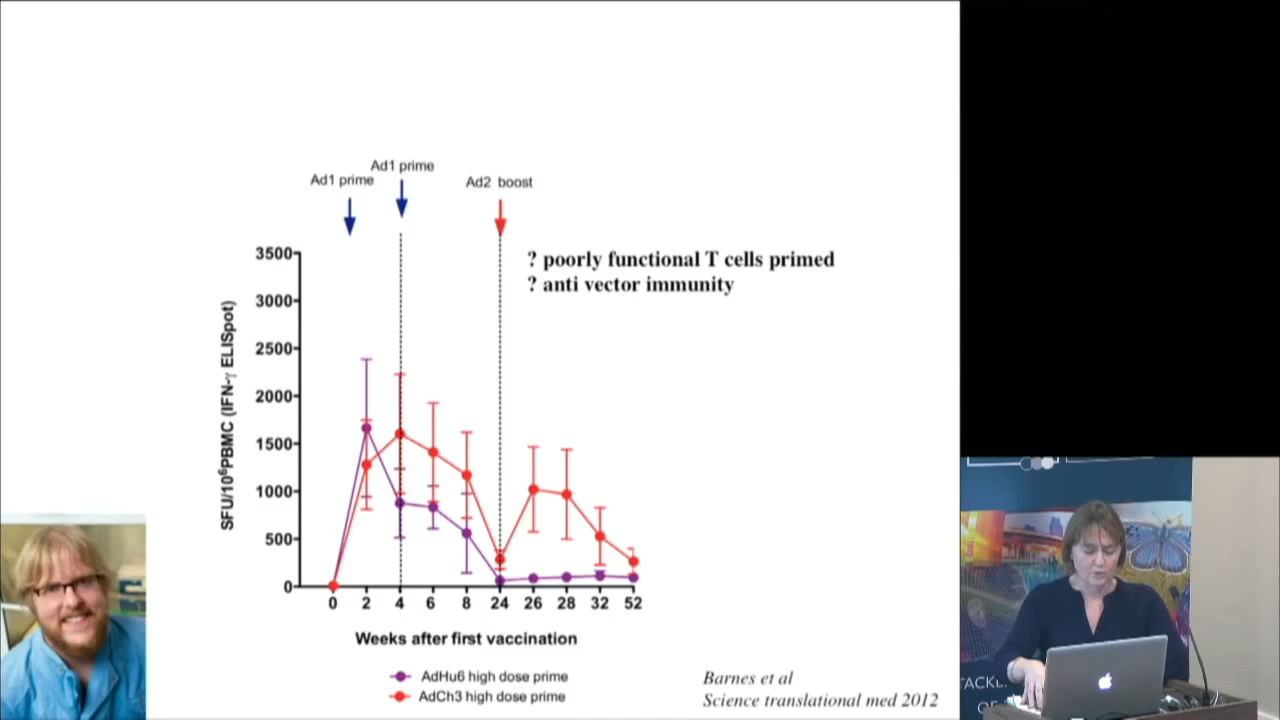 Ad1 prime
Ad1 prime
Ad2 boost
? poorly functional T cells primed
? anti vector immunity
3500
3000
2500
2000
1500
1000
500
0
SFU/10⁶PBMC (IFN-γ ELISpot)
0 2 4 6 8 24 26 28 32 52
Weeks after first vaccination
AdHu6 high dose prime
AdCh3 high dose prime
Barnes et al
Science translational med 2012
TACKL
OF